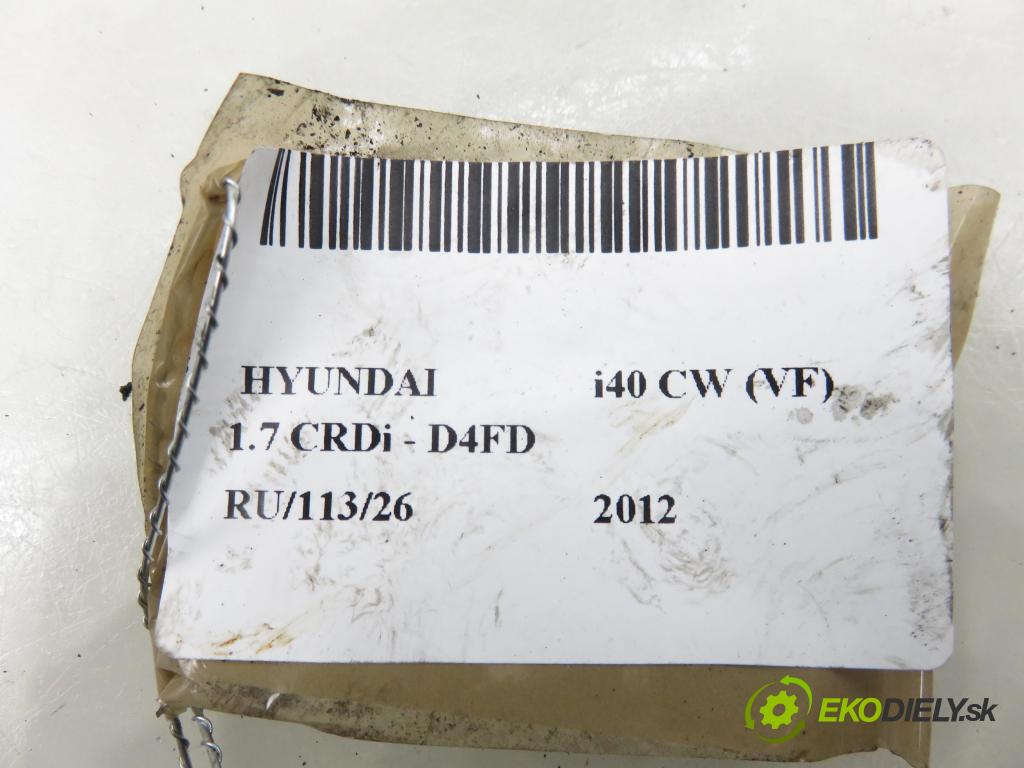 HYUNDAI i40 CW (VF)
1.7 CRDi - D4FD
RU/113/26 2012
EKODIELY.sk